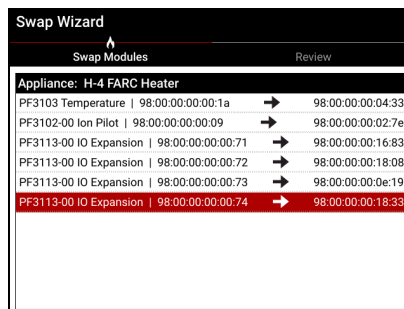 Swap Wizard
Swap Modules Review
Appliance: H-4 FARC Heater
PF3103 Temperature | 98:00:00:00:00:1a → 98:00:00:00:04:33
PF3102-00 Ion Pilot | 98:00:00:00:00:09 → 98:00:00:00:02:7e
PF3113-00 IO Expansion | 98:00:00:00:00:71 → 98:00:00:00:16:83
PF3113-00 IO Expansion | 98:00:00:00:00:72 → 98:00:00:00:18:08
PF3113-00 IO Expansion | 98:00:00:00:00:73 → 98:00:00:00:0e:19
PF3113-00 IO Expansion | 98:00:00:00:00:74 → 98:00:00:00:18:33